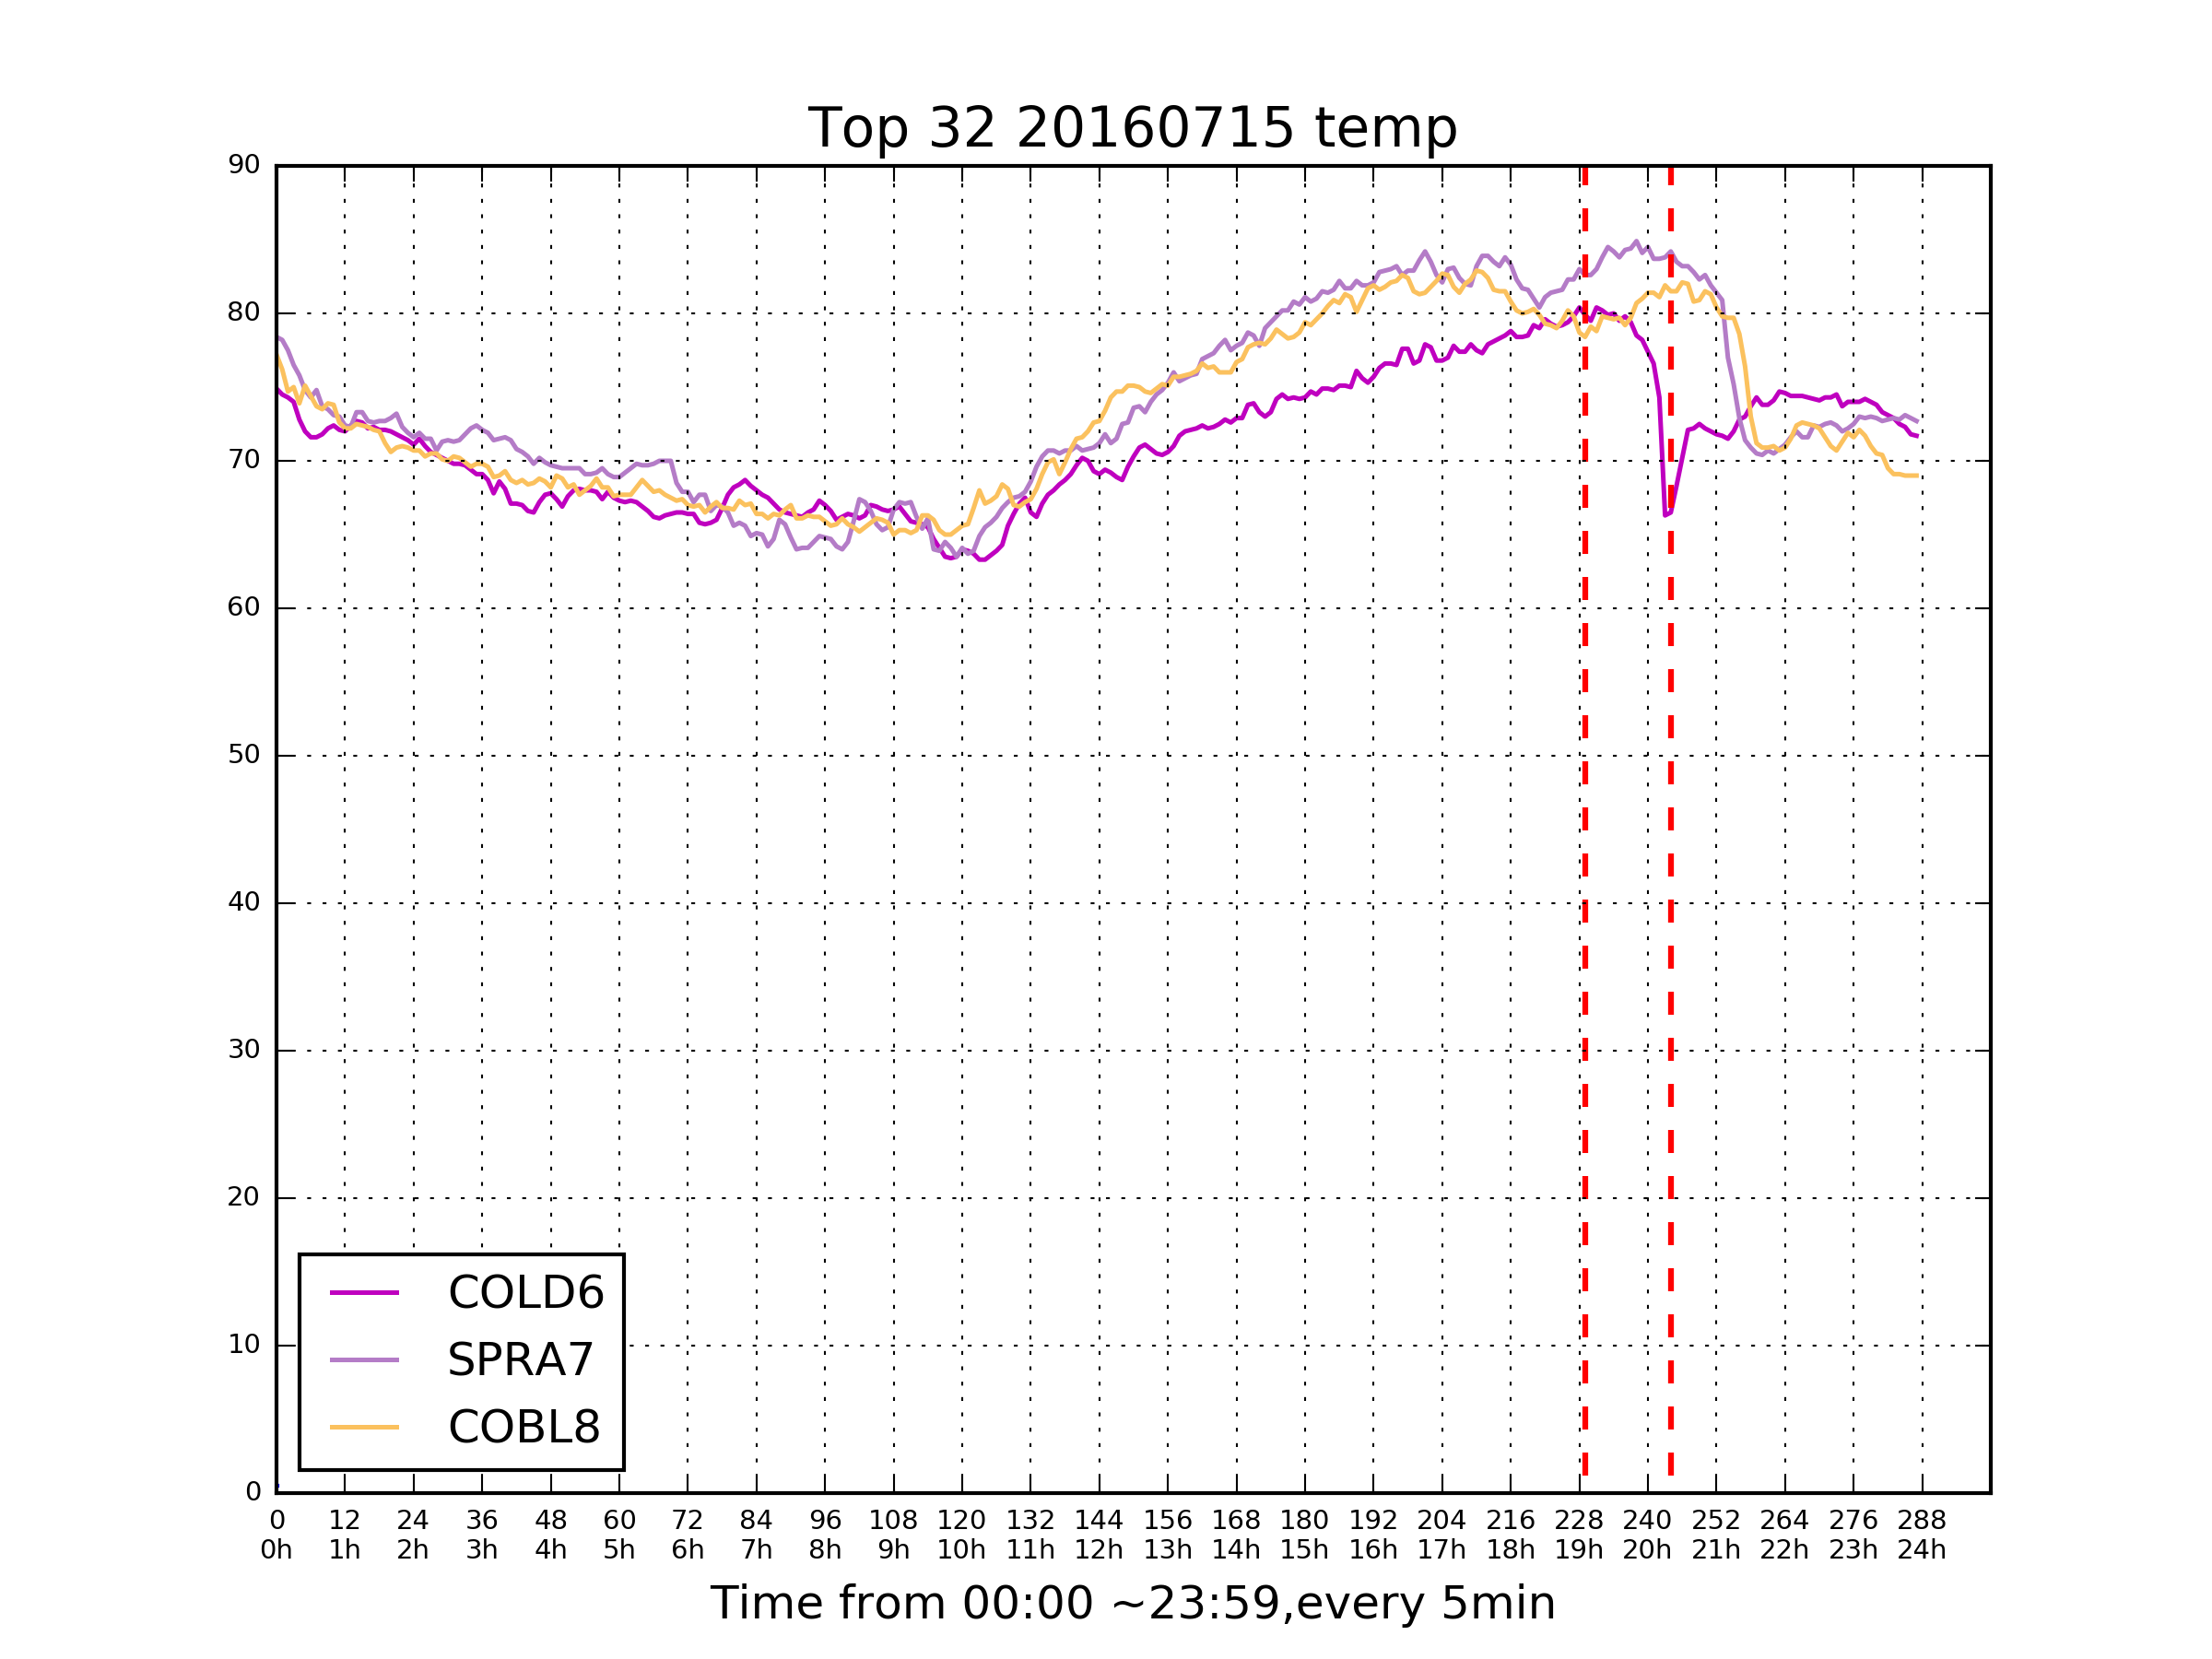 Top 32 20160715 temp
90
80
70
60
50
40
30
20
10
0
COLD6
SPRA7
COBL8
0 12 24 36 48 60 72 84 96 108 120 132 144 156 168 180 192 204 216 228 240 252 264 276 288
0h 1h 2h 3h 4h 5h 6h 7h 8h 9h 10h 11h 12h 13h 14h 15h 16h 17h 18h 19h 20h 21h 22h 23h 24h
Time from 00:00 ~23:59,every 5min